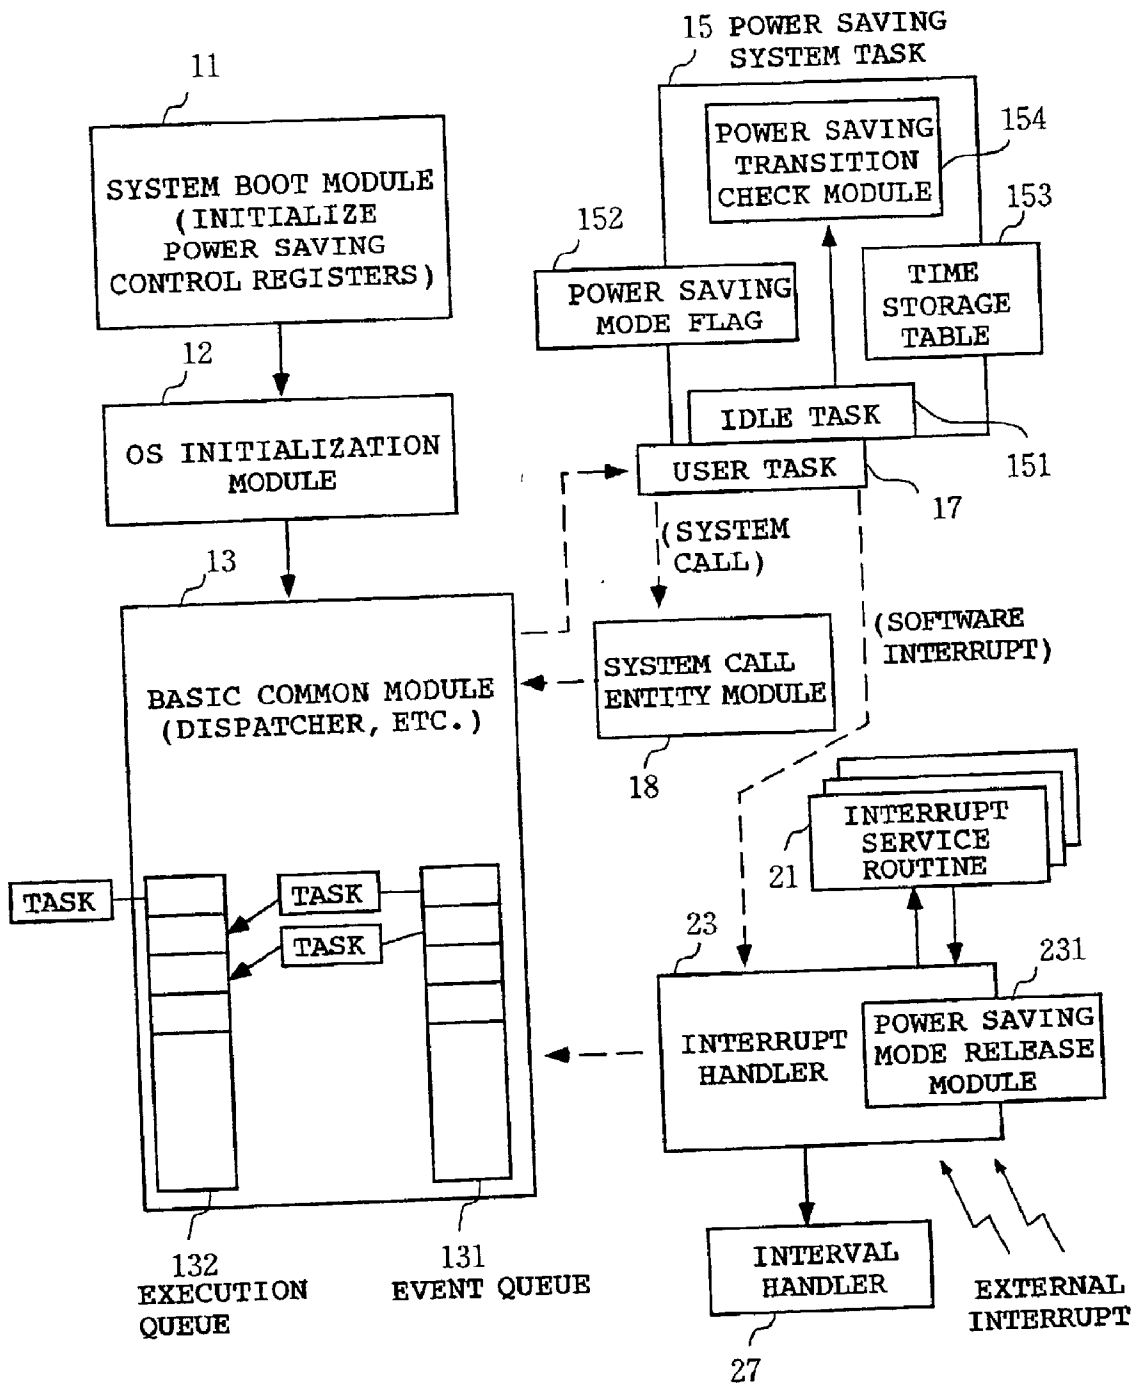 15 POWER SAVING
SYSTEM TASK
11
SYSTEM BOOT MODULE
(INITIALIZE
POWER SAVING
CONTROL REGISTERS)
POWER SAVING
TRANSITION
CHECK MODULE
154
152
153
POWER SAVING
MODE FLAG
TIME
STORAGE
TABLE
12
OS INITIALIZATION
MODULE
IDLE TASK
151
USER TASK
17
(SYSTEM
CALL)
13
(SOFTWARE
INTERRUPT)
BASIC COMMON MODULE
(DISPATCHER, ETC.)
SYSTEM CALL
ENTITY MODULE
18
INTERRUPT
SERVICE
ROUTINE
21
TASK
TASK
TASK
23
231
INTERRUPT
HANDLER
POWER SAVING
MODE RELEASE
MODULE
132
EXECUTION
QUEUE
131
EVENT QUEUE
INTERVAL
HANDLER
27
EXTERNAL
INTERRUPT